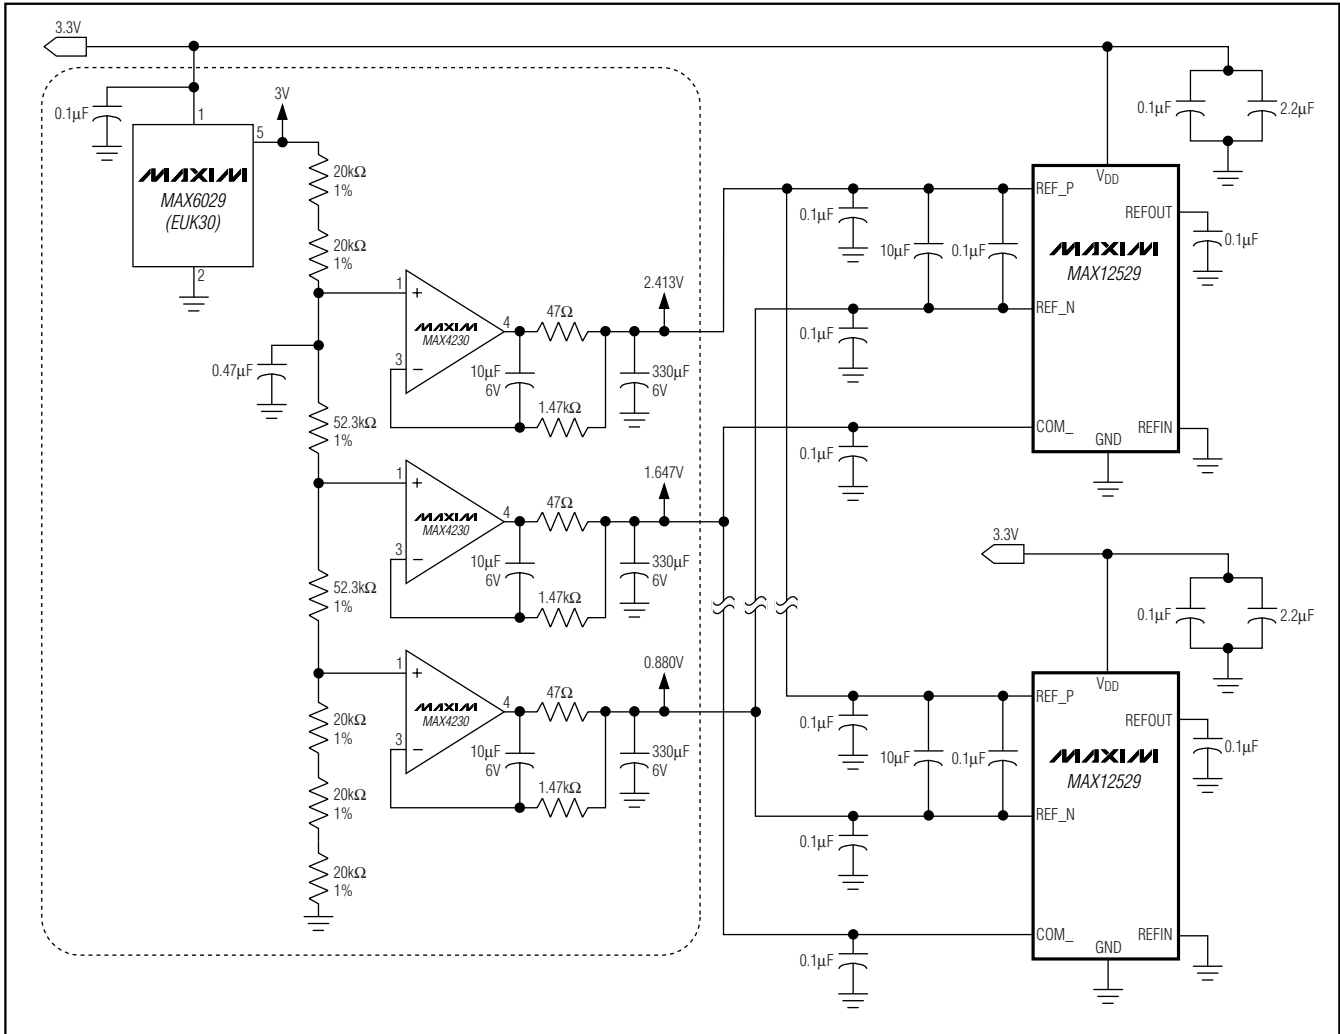 3.3V
0.1μF
1
3V
5
MAXIM
MAX6029
(EUK30)
2
20kΩ
1%
20kΩ
1%
0.47μF
52.3kΩ
1%
52.3kΩ
1%
20kΩ
1%
20kΩ
1%
20kΩ
1%
1
+
MAXIM
MAX4230
3
−
4
47Ω
10μF
6V
1.47kΩ
2.413V
330μF
6V
1
+
MAXIM
MAX4230
3
−
4
47Ω
10μF
6V
1.47kΩ
1.647V
330μF
6V
1
+
MAXIM
MAX4230
3
−
4
47Ω
10μF
6V
1.47kΩ
0.880V
330μF
6V
0.1μF
2.2μF
0.1μF
10μF
0.1μF
0.1μF
0.1μF
VDD
REF_P
REFOUT
0.1μF
MAXIM
MAX12529
REF_N
COM_
GND
REFIN
3.3V
0.1μF
2.2μF
0.1μF
10μF
0.1μF
0.1μF
0.1μF
VDD
REF_P
REFOUT
0.1μF
MAXIM
MAX12529
REF_N
COM_
GND
REFIN